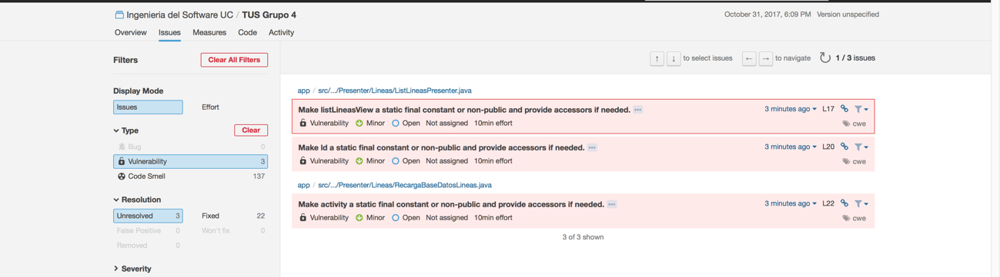 Ingenieria del Software UC / TUS Grupo 4
October 31, 2017, 6:09 PM Version unspecified
Overview Issues Measures Code Activity
Filters Clear All Filters
↑ ↓ to select issues ← → to navigate 1 / 3 issues
Display Mode
Issues Effort
Type Clear
Bug 0
Vulnerability 3
Code Smell 137
Resolution
Unresolved 3 Fixed 22
False Positive 0 Won't fix 0
Removed 0
Severity
app / src/.../Presenter/Lineas/ListLineasPresenter.java
Make listLineasView a static final constant or non-public and provide accessors if needed. ••• 3 minutes ago L17
Vulnerability Minor Open Not assigned 10min effort cwe
Make Id a static final constant or non-public and provide accessors if needed. ••• 3 minutes ago L20
Vulnerability Minor Open Not assigned 10min effort cwe
app / src/.../Presenter/Lineas/RecargaBaseDatosLineas.java
Make activity a static final constant or non-public and provide accessors if needed. ••• 3 minutes ago L22
Vulnerability Minor Open Not assigned 10min effort cwe
3 of 3 shown